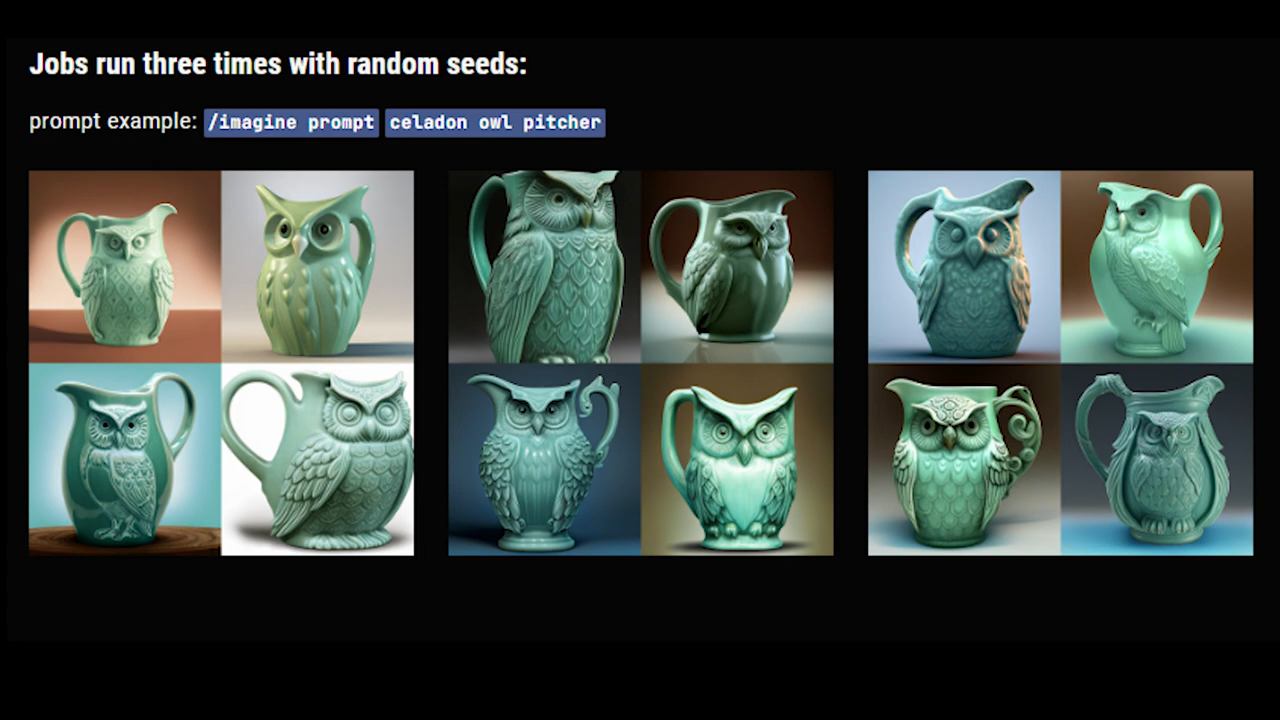 Jobs run three times with random seeds:
prompt example: /imagine prompt celadon owl pitcher